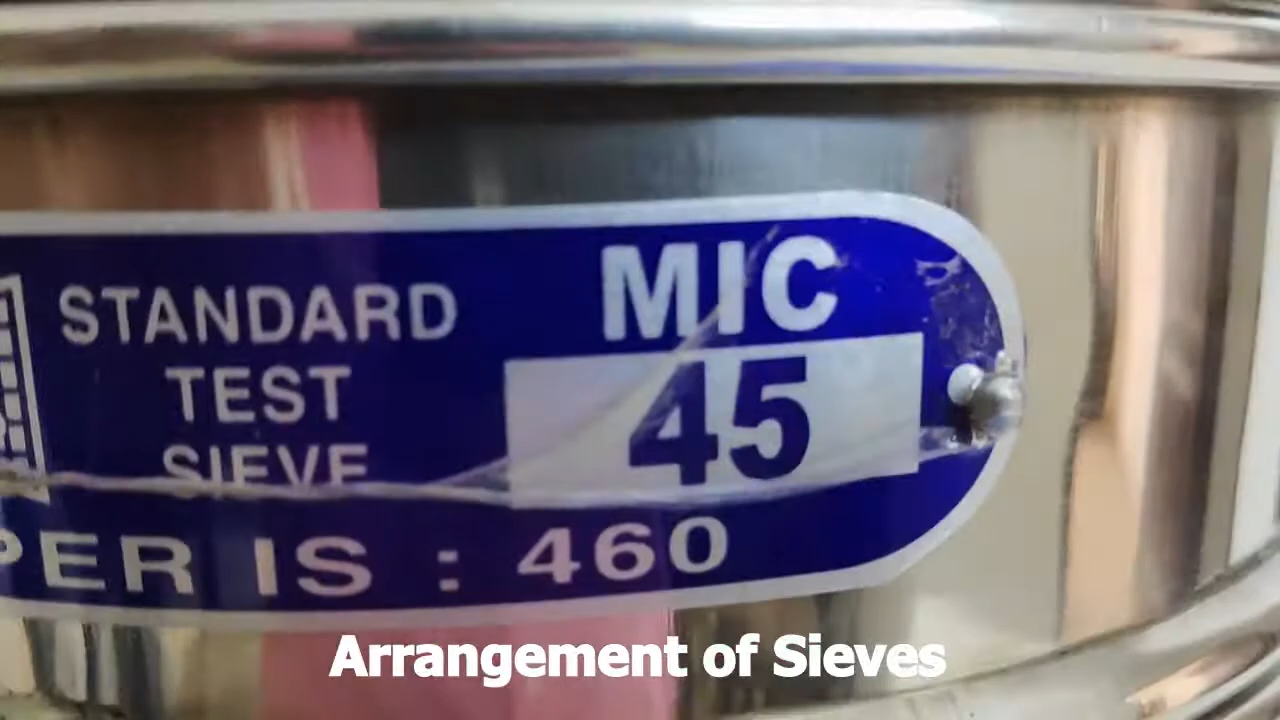 STANDARD
TEST
SIEVE
MIC
45
PER IS : 460
Arrangement of Sieves